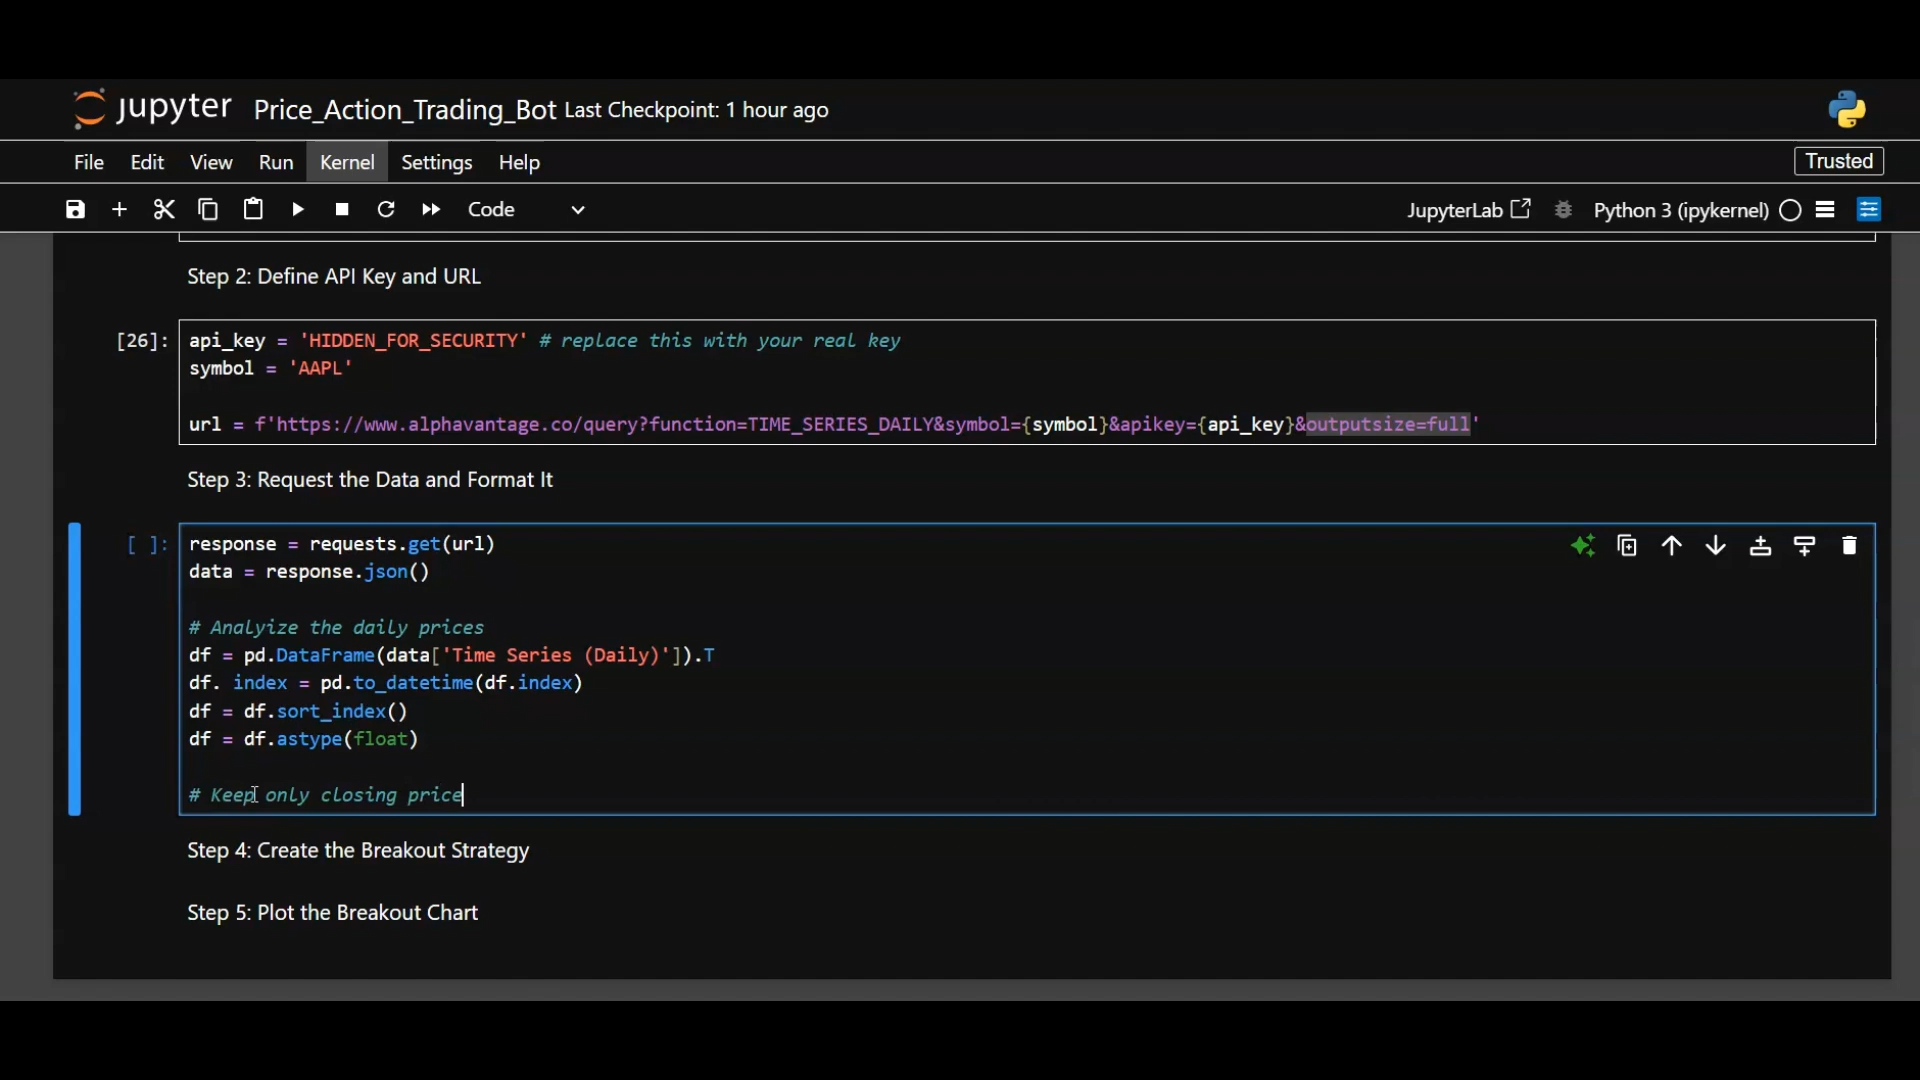 jupyter Price_Action_Trading_Bot Last Checkpoint: 1 hour ago
File Edit View Run Kernel Settings Help Trusted
Code JupyterLab Python 3 (ipykernel)
Step 2: Define API Key and URL
[26]: api_key = 'HIDDEN_FOR_SECURITY' # replace this with your real key
symbol = 'AAPL'
url = f'https://www.alphavantage.co/query?function=TIME_SERIES_DAILY&symbol={symbol}&apikey={api_key}&outputsize=full'
Step 3: Request the Data and Format It
[ ]: response = requests.get(url)
data = response.json()
# Analyize the daily prices
df = pd.DataFrame(data['Time Series (Daily)']).T
df. index = pd.to_datetime(df.index)
df = df.sort_index()
df = df.astype(float)
# Keep only closing price
Step 4: Create the Breakout Strategy
Step 5: Plot the Breakout Chart